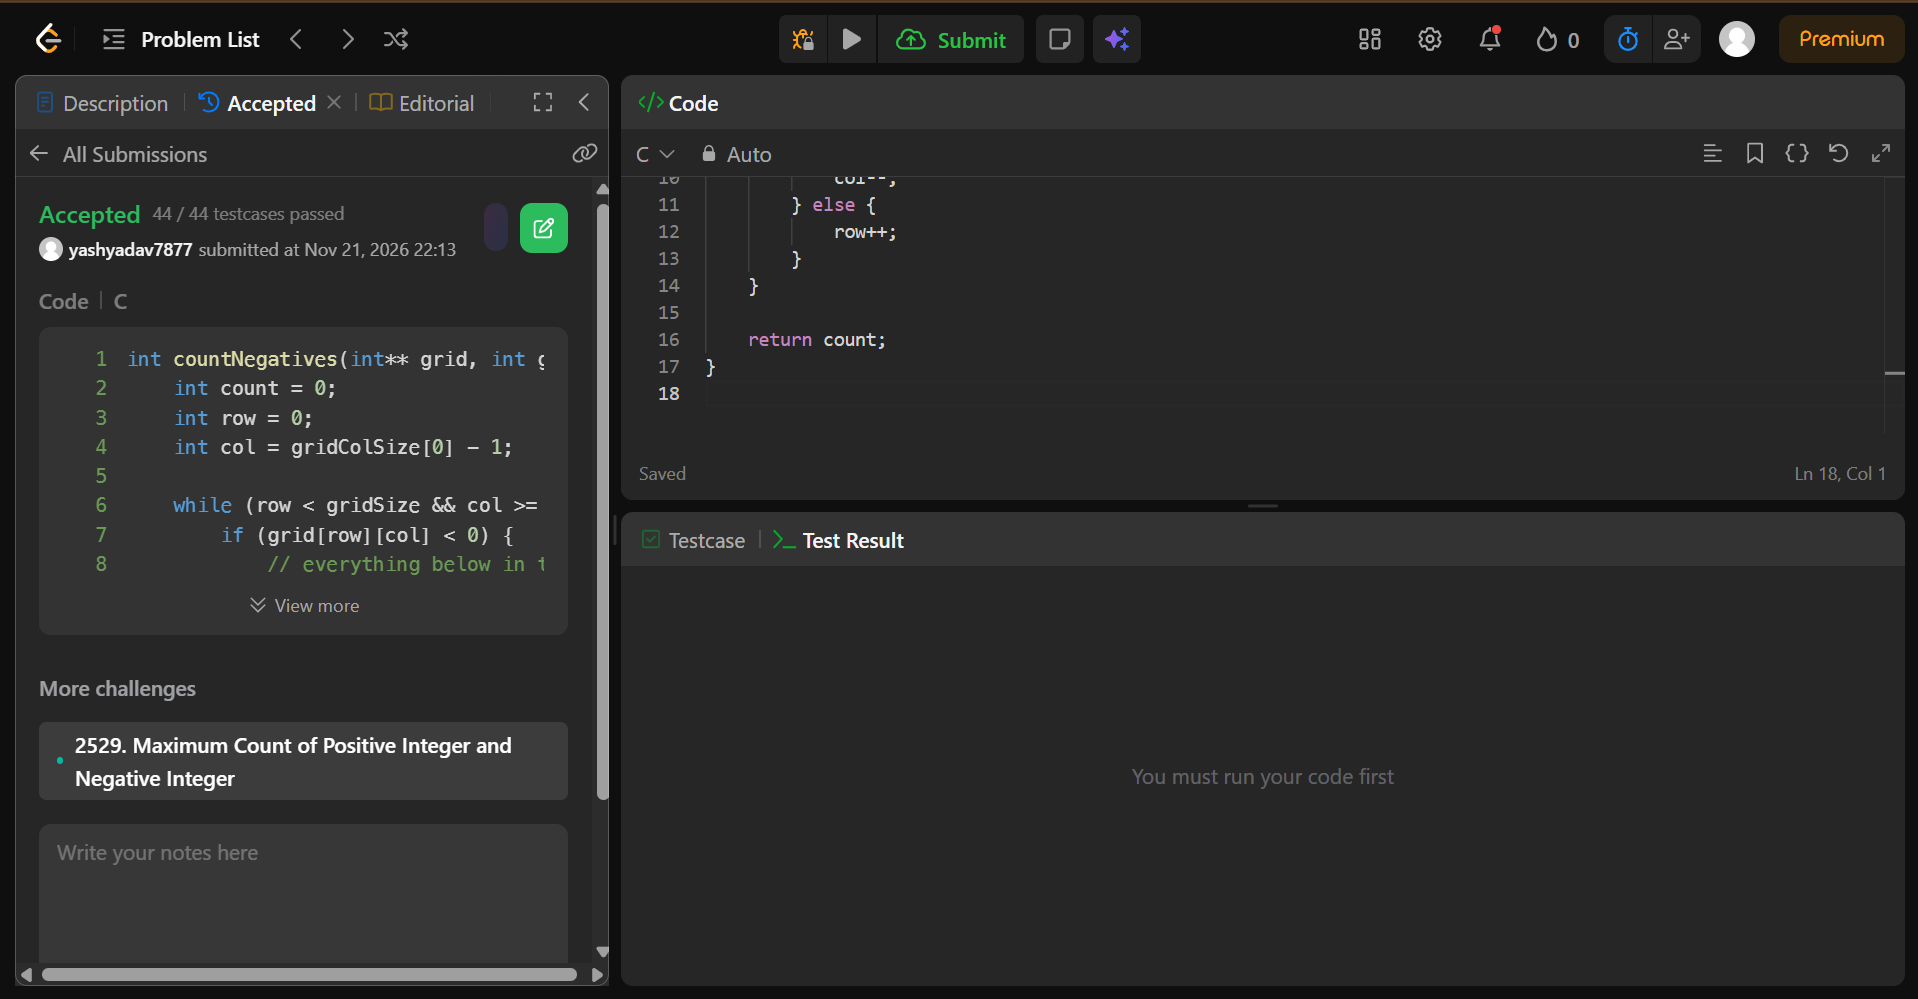 Problem List
Submit
0
Premium
Description
Accepted
Editorial
All Submissions
Accepted 44 / 44 testcases passed
yashyadav7877 submitted at Nov 21, 2026 22:13
Code | C
1 int countNegatives(int** grid, int g
2 int count = 0;
3 int row = 0;
4 int col = gridColSize[0] - 1;
5
6 while (row < gridSize && col >=
7 if (grid[row][col] < 0) {
8 // everything below in t
View more
More challenges
2529. Maximum Count of Positive Integer and
Negative Integer
Write your notes here
</> Code
C
Auto
10 col--;
11 } else {
12 row++;
13 }
14 }
15
16 return count;
17 }
18
Saved
Ln 18, Col 1
Testcase
Test Result
You must run your code first